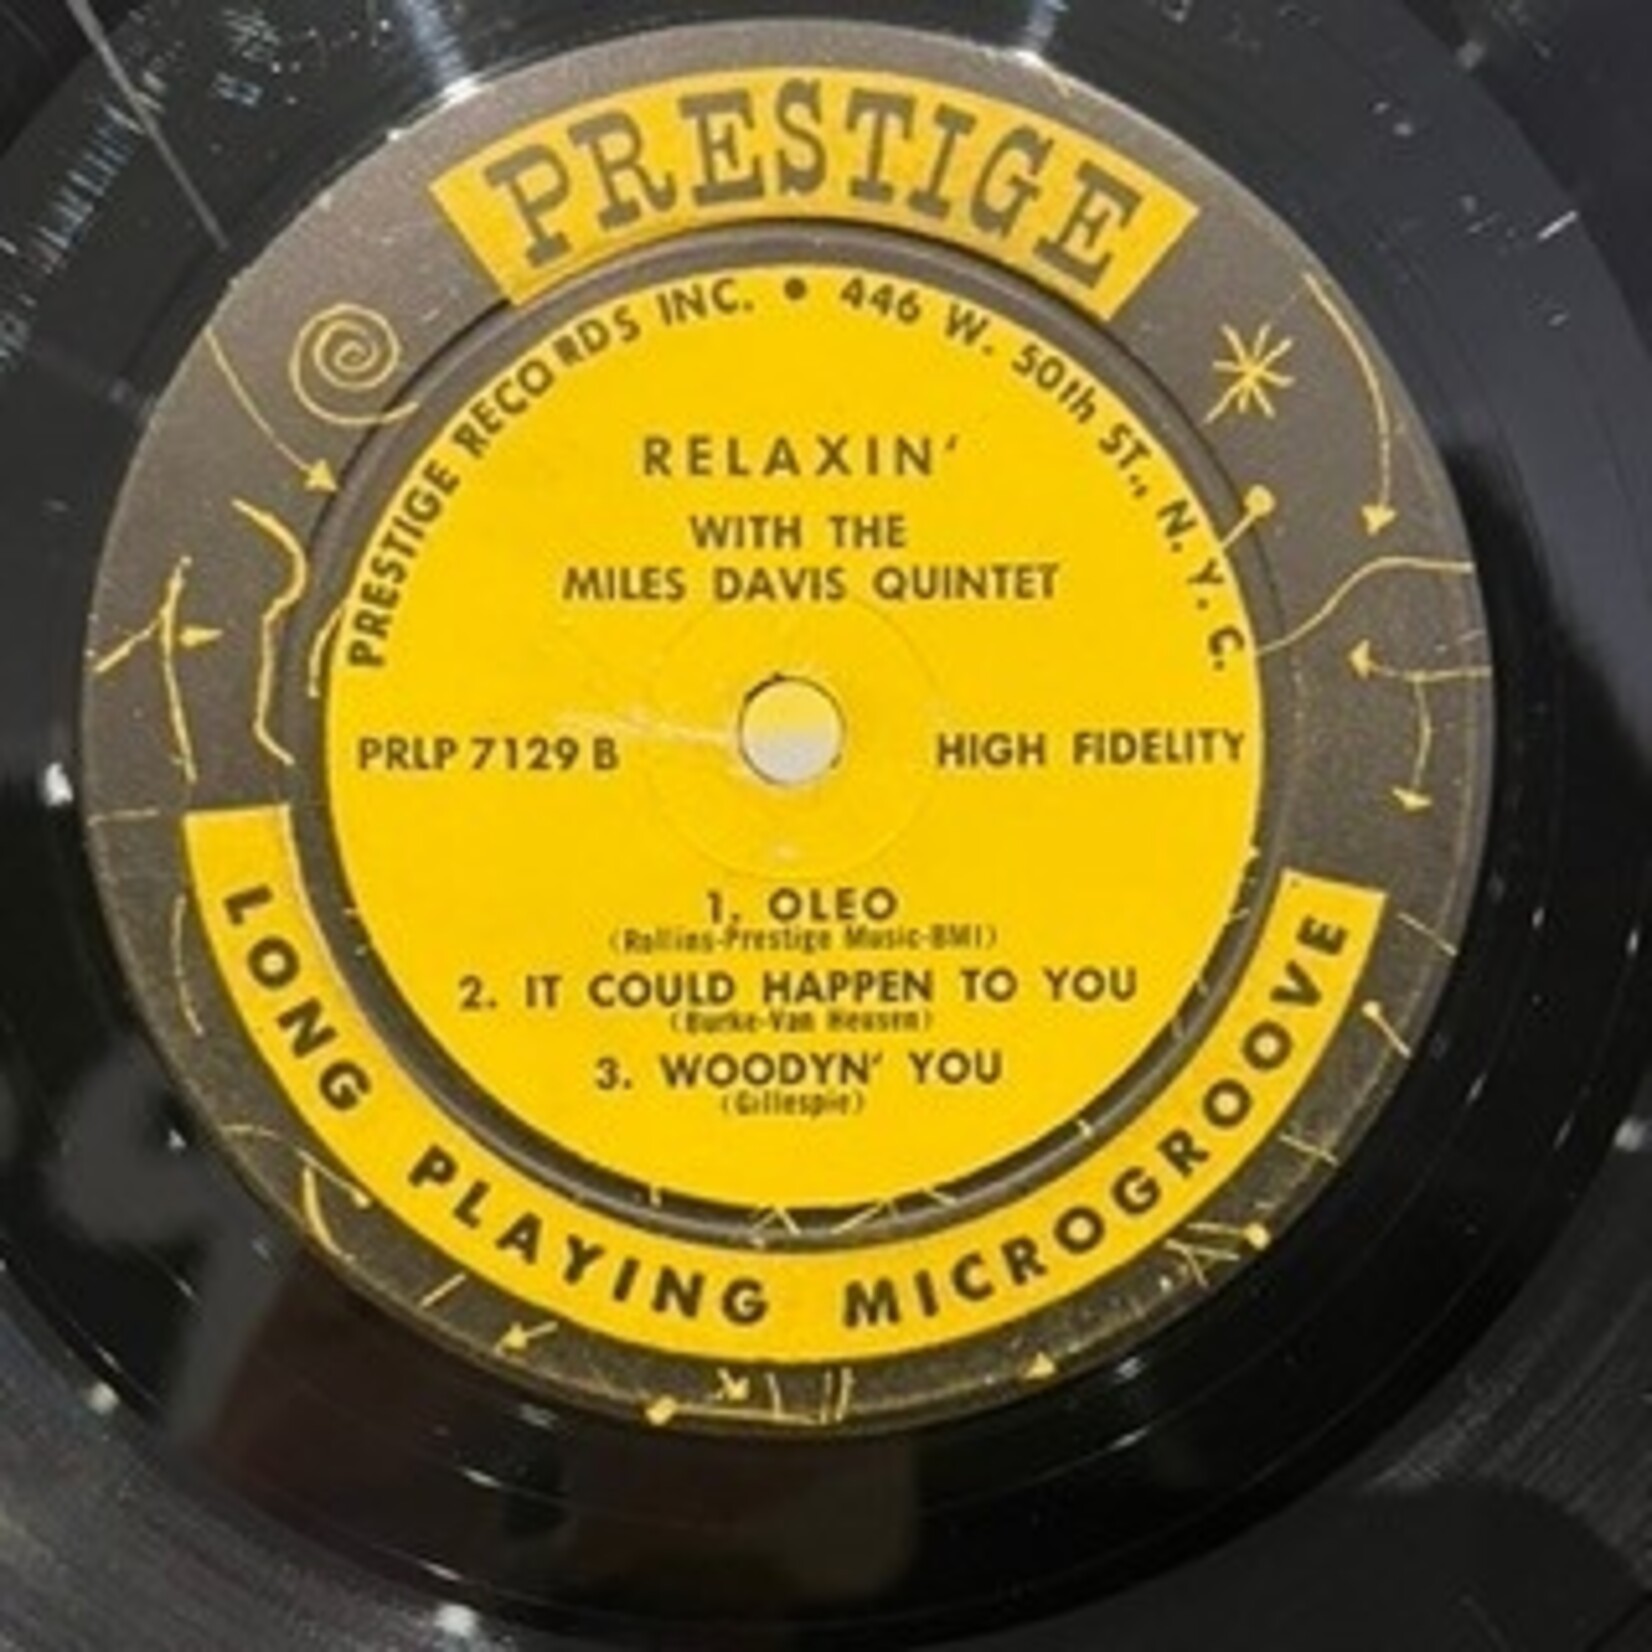 PRESTIGE
PRESTIGE RECORDS INC. • 446 W. 50th ST., N. Y. C.
RELAXIN'
WITH THE
MILES DAVIS QUINTET
PRLP 7129 B
HIGH FIDELITY
1. OLEO
(Rollins-Prestige Music-BMI)
2. IT COULD HAPPEN TO YOU
(Burke-Van Heusen)
3. WOODYN' YOU
(Gillespie)
LONG PLAYING MICROGROOVE